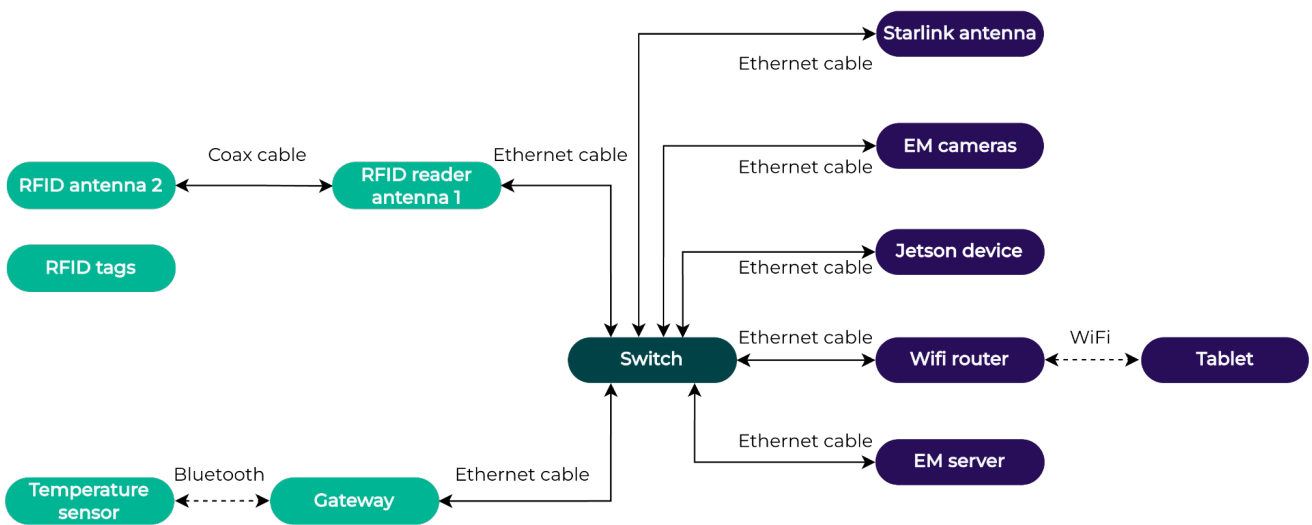 Starlink antenna
Ethernet cable
EM cameras
Ethernet cable
Coax cable
Ethernet cable
RFID antenna 2
RFID reader
antenna 1
RFID tags
Jetson device
Ethernet cable
Switch
Ethernet cable
Wifi router
WiFi
Tablet
Ethernet cable
EM server
Temperature
sensor
Bluetooth
Gateway
Ethernet cable